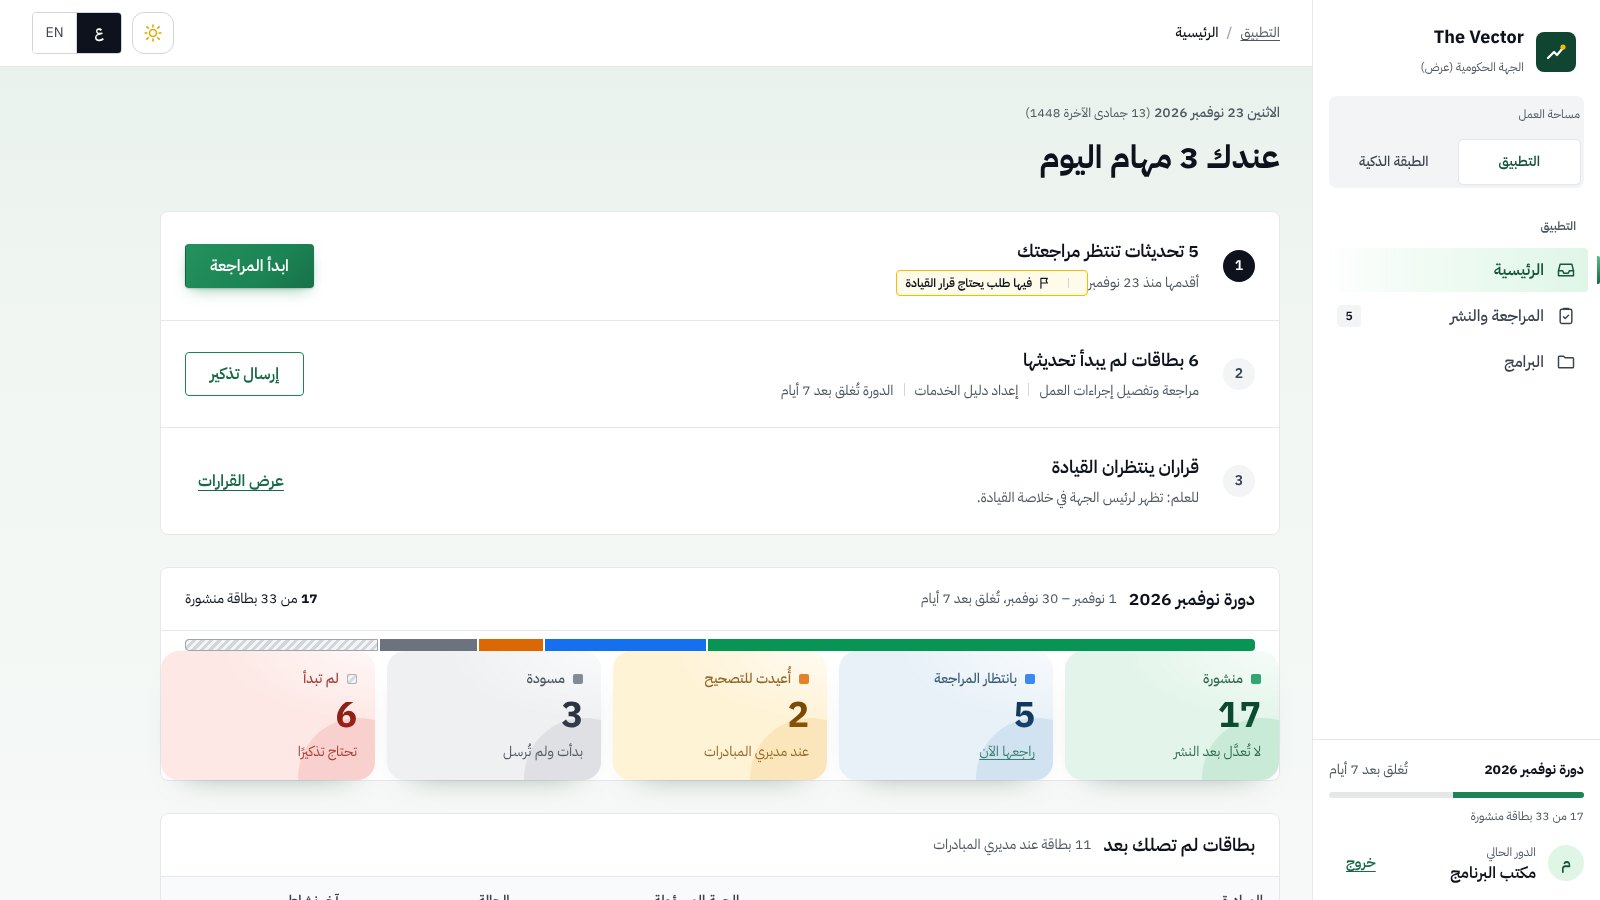 The Vector
الجهة الحكومية (عرض)
مساحة العمل
التطبيق
الطبقة الذكية
التطبيق
الرئيسية
المراجعة والنشر 5
البرامج
دورة نوفمبر 2026 تُغلق بعد 7 أيام
17 من 33 بطاقة منشورة
م
الدور الحالي
مكتب البرنامج
خروج
التطبيق / الرئيسية
ع EN
الاثنين 23 نوفمبر 2026 (13 جمادى الآخرة 1448)
عندك 3 مهام اليوم
1
5 تحديثات تنتظر مراجعتك
أقدمها منذ 23 نوفمبر فيها طلب يحتاج قرار القيادة
ابدأ المراجعة
2
6 بطاقات لم يبدأ تحديثها
مراجعة وتفصيل إجراءات العمل | إعداد دليل الخدمات | الدورة تُغلق بعد 7 أيام
إرسال تذكير
3
قراران ينتظران القيادة
للعلم: تظهر لرئيس الجهة في خلاصة القيادة.
عرض القرارات
دورة نوفمبر 2026 1 نوفمبر – 30 نوفمبر، تُغلق بعد 7 أيام
17 من 33 بطاقة منشورة
منشورة
17
لا تُعدَّل بعد النشر
بانتظار المراجعة
5
راجعها الآن
أُعيدت للتصحيح
2
عند مديري المبادرات
مسودة
3
بدأت ولم تُرسل
لم تبدأ
6
تحتاج تذكيرًا
بطاقات لم تصلك بعد 11 بطاقة عند مديري المبادرات